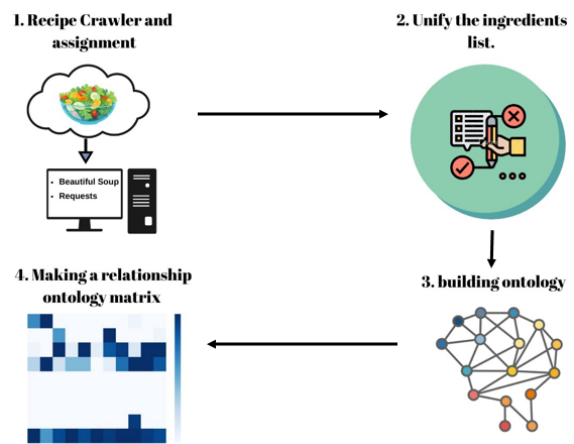 1. Recipe Crawler and
assignment
2. Unify the ingredients
list.
• Beautiful Soup
• Requests
3. building ontology
4. Making a relationship
ontology matrix